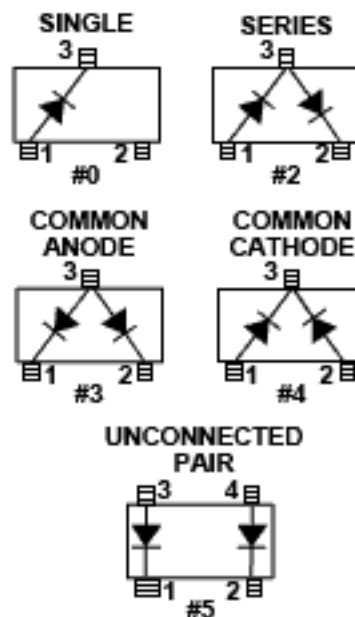 SINGLE
3
1 2
#0
SERIES
3
1 2
#2
COMMON
ANODE
3
1 2
#3
COMMON
CATHODE
3
1 2
#4
UNCONNECTED
PAIR
3 4
1 2
#5